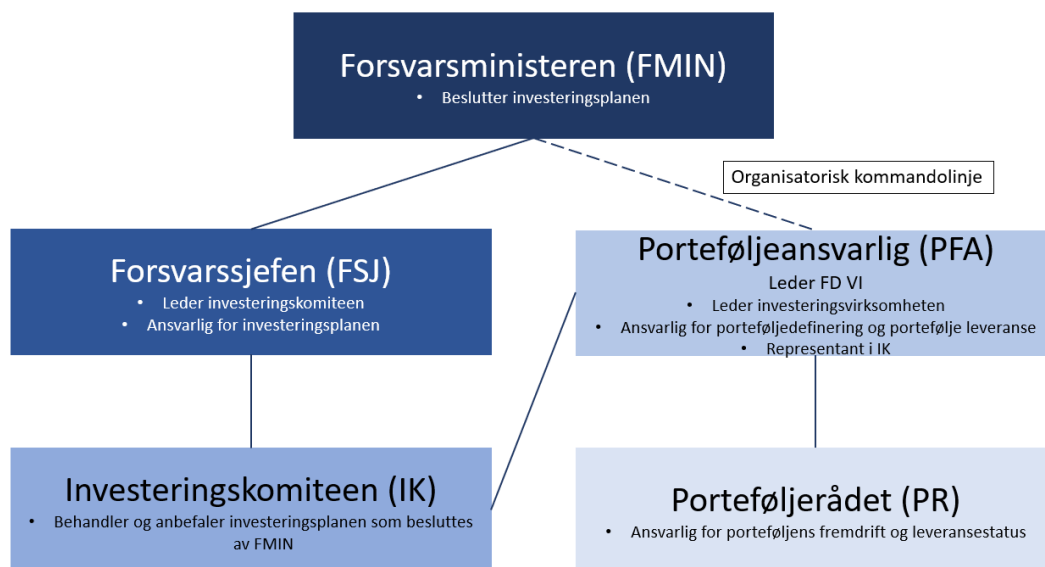 Forsvarsministeren (FMIN)
• Beslutter investeringsplanen
Organisatorisk kommandolinje
Forsvarssjefen (FSJ)
• Leder investeringskomiteen
• Ansvarlig for investeringsplanen
Porteføljeansvarlig (PFA)
Leder FD VI
• Leder investeringsvirksomheten
• Ansvarlig for porteføljedefinering og portefølje leveranse
• Representant i IK
Investeringskomiteen (IK)
• Behandler og anbefaler investeringsplanen som besluttes
av FMIN
Porteføljerådet (PR)
• Ansvarlig for porteføljens fremdrift og leveransestatus